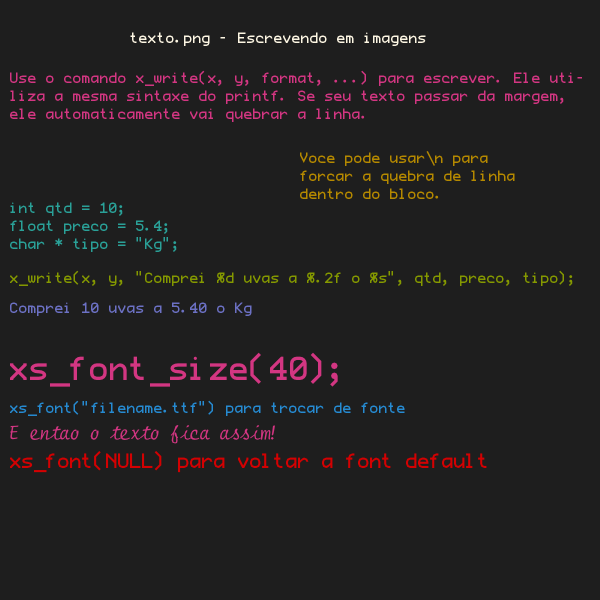 texto.png - Escrevendo em imagens
Use o comando x_write(x, y, format, ...) para escrever. Ele uti-
liza a mesma sintaxe do printf. Se seu texto passar da margem,
ele automaticamente vai quebrar a linha.
Voce pode usar\n para
forcar a quebra de linha
dentro do bloco.
int qtd = 10;
float preco = 5.4;
char * tipo = "Kg";
x_write(x, y, "Comprei %d uvas a %.2f o %s", qtd, preco, tipo);
Comprei 10 uvas a 5.40 o Kg
xs_font_size(40);
xs_font("filename.ttf") para trocar de fonte
E entao o texto fica assim!
xs_font(NULL) para voltar a font default